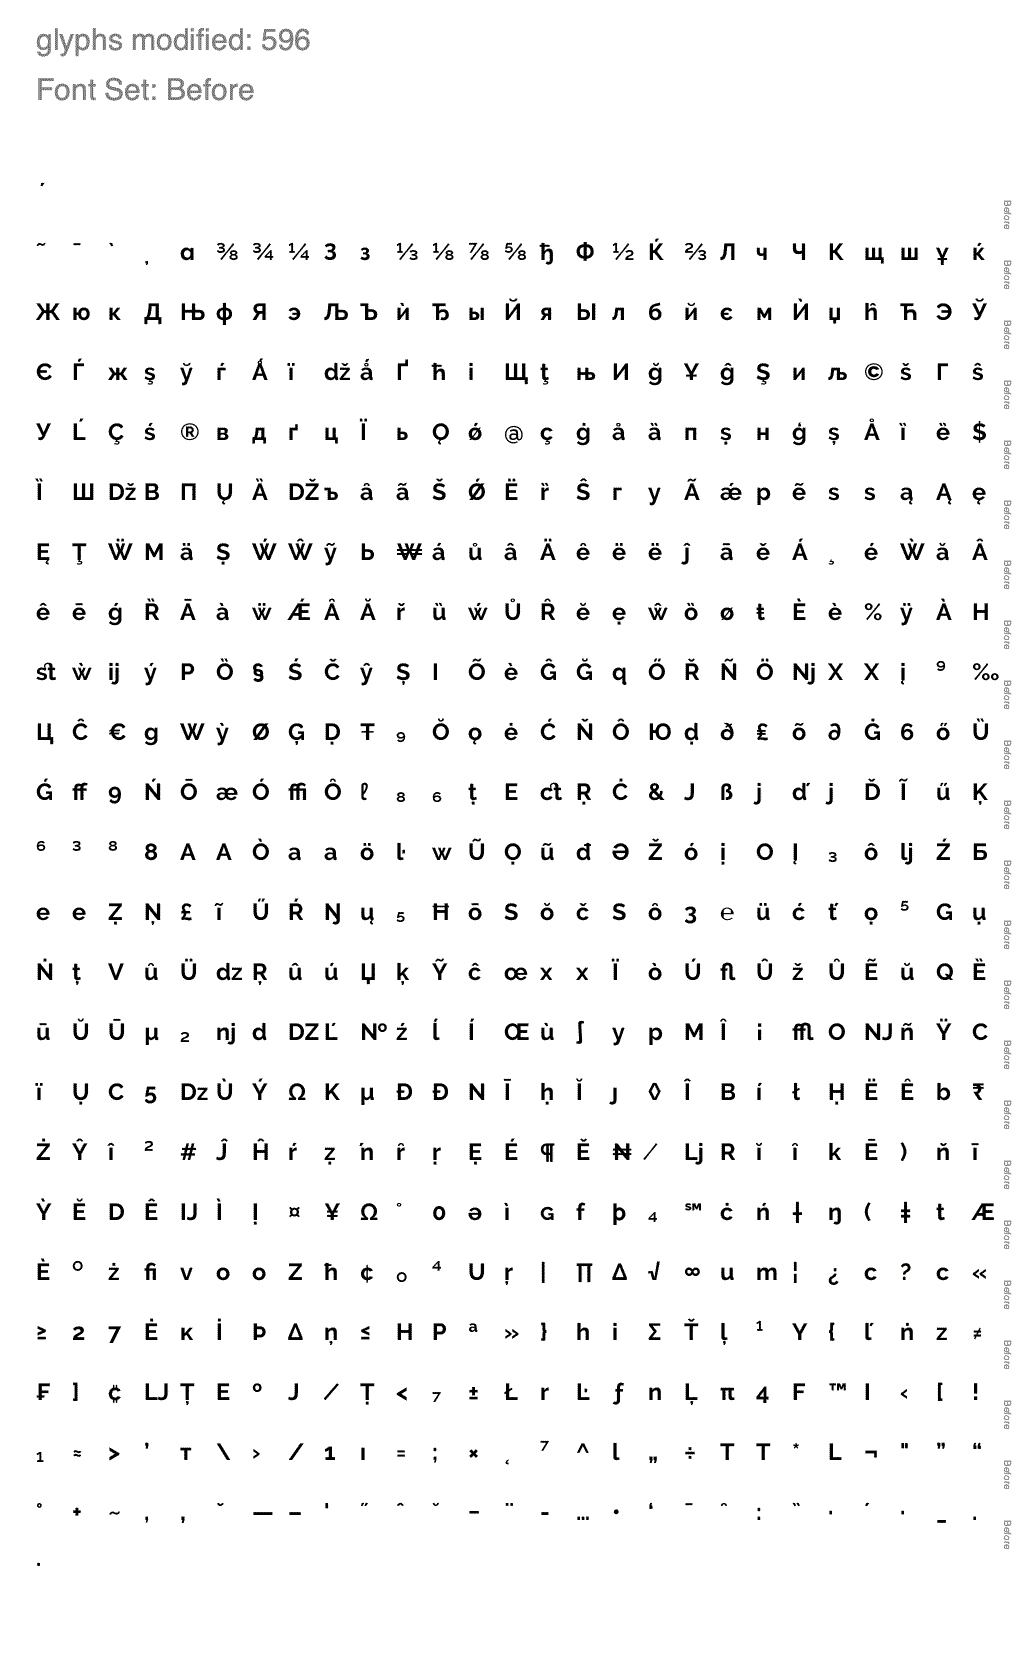 glyphs modified: 596
Font Set: Before
ˊ
˜ ˉ ˋ ̦ ɑ ⅜ ¾ ¼ З з ⅓ ⅛ ⅞ ⅝ ђ Ф ½ Ќ ⅔ Л ч Ч К щ ш ұ ќ
Before
Ж ю к Д Њ ф Я э Љ Ъ ѝ Ђ ы Й я Ы л б й є м Ѝ џ ȟ Ћ Э Ў
Before
Є Ѓ ж ş ў ѓ Ǻ ї dž ǻ Ґ ћ і Щ ţ њ И ğ Ұ ĝ Ş и љ © š Г ŝ
Before
У Ĺ Ç ś ® в д ґ ц Ї ь Ǫ ǿ @ ç ġ å ȁ п ṣ н ģ ș Å ȉ ë $
Before
Ȉ Ш Dž В П Ų Ȁ DŽ ъ â ã Š Ǿ Ë ȑ Ŝ г у Ã ǽ р ẽ ѕ s ą Ą ę
Before
Ę Ţ Ẅ М ä Ṣ Ẃ Ŵ ỹ Ь ₩ á ů ȃ Ä ê ё ë ĵ ā ě Á ¸ é Ẁ ă Â
Before
ȇ ē ǵ Ȑ Ā à ẅ Ǽ Ȃ Ă ř ȕ ẃ Ů Ȓ ĕ ẹ ŵ ö ø ŧ È è % ÿ À Н
Before
st ẁ ij ý Р Ȍ § Ś Č ŷ Ș І Õ ѐ Ĝ Ğ q Ő Ř Ñ Ö Nj Х X į ⁹ ‰
Before
Ц Ĉ € g W ỳ Ø Ģ Ḍ Ŧ ₉ Ŏ ǫ ė Ć Ň Ô Ю ḍ ð ₤ õ ∂ Ġ 6 ő Ȕ
Before
Ǵ ff 9 Ń Ō æ Ó ffi Ȏ ℓ ₈ ₆ ṭ Е ct Ṛ Ċ & Ј ß ј ď j Ď Ĩ ű Ķ
Before
⁶ ³ ⁸ 8 А A Ò а a ȍ ŀ w Ũ Ọ ũ đ Ə Ž ó ị О Į ₃ ȏ lj Ź Б
Before
е e Ẓ Ņ £ ĩ Ű Ŕ Ŋ ų ₅ Ħ ō Ѕ ŏ č S ô 3 ℮ ü ć ť ọ ⁵ G ụ
Before
Ṅ ț V ȗ Ü dz Ŗ û ú Џ ķ Ỹ ĉ œ х x Ï ò Ú fl Ȗ ž Û Ẽ ŭ Q Ȅ
Before
ū Ŭ Ū µ ₂ nj d DZ Ľ № ź ĺ Í Œ ù ∫ y p M Ȋ i ffl O NJ ñ Ÿ С
Before
ï Ụ C 5 Dz Ù Ý Ω K μ Đ Ð N Ī ḥ Ĭ ȷ ◊ Î В í ł Ḥ Ё Ȇ b ₹
Before
Ż Ŷ ȋ ² # Ĵ Ĥ ŕ ẓ ŉ ȓ ṛ Ẹ É ¶ Ě ₦ ⁄ Lj R ĭ î k Ē ) ň ī
Before
Ỳ Ĕ D Ê IJ Ì Ị ¤ ¥ Ω ˚ 0 ə ì ɢ f þ ₄ ℠ ċ ń ƚ ŋ ( ǂ t Æ
Before
È ⁰ ż fi v о o Z ħ ¢ ₀ ⁴ U ŗ | ∏ ∆ √ ∞ u m ¦ ¿ с ? c «
Before
≥ 2 7 Ė к İ Þ Δ ņ ≤ H P ª » } h i Σ Ť ļ ¹ Y { ľ ṅ z ≠
Before
₣ ] ₵ LJ Ț E º J ⁄ Ṭ < ₇ ± Ł r Ŀ ƒ n Ļ π 4 F ™ I ‹ [ !
Before
₁ ≈ > ' т \ › / 1 ı = ; × ˛ ⁷ ^ l „ ÷ Т T * L ¬ " ” “
Before
˚ + ~ , ‚ ˘ — – ˈ ˝ ˆ ˇ − ¨ - … • ‘ ¯ ̑ : ̏ · ´ ˙ _ .
Before
.